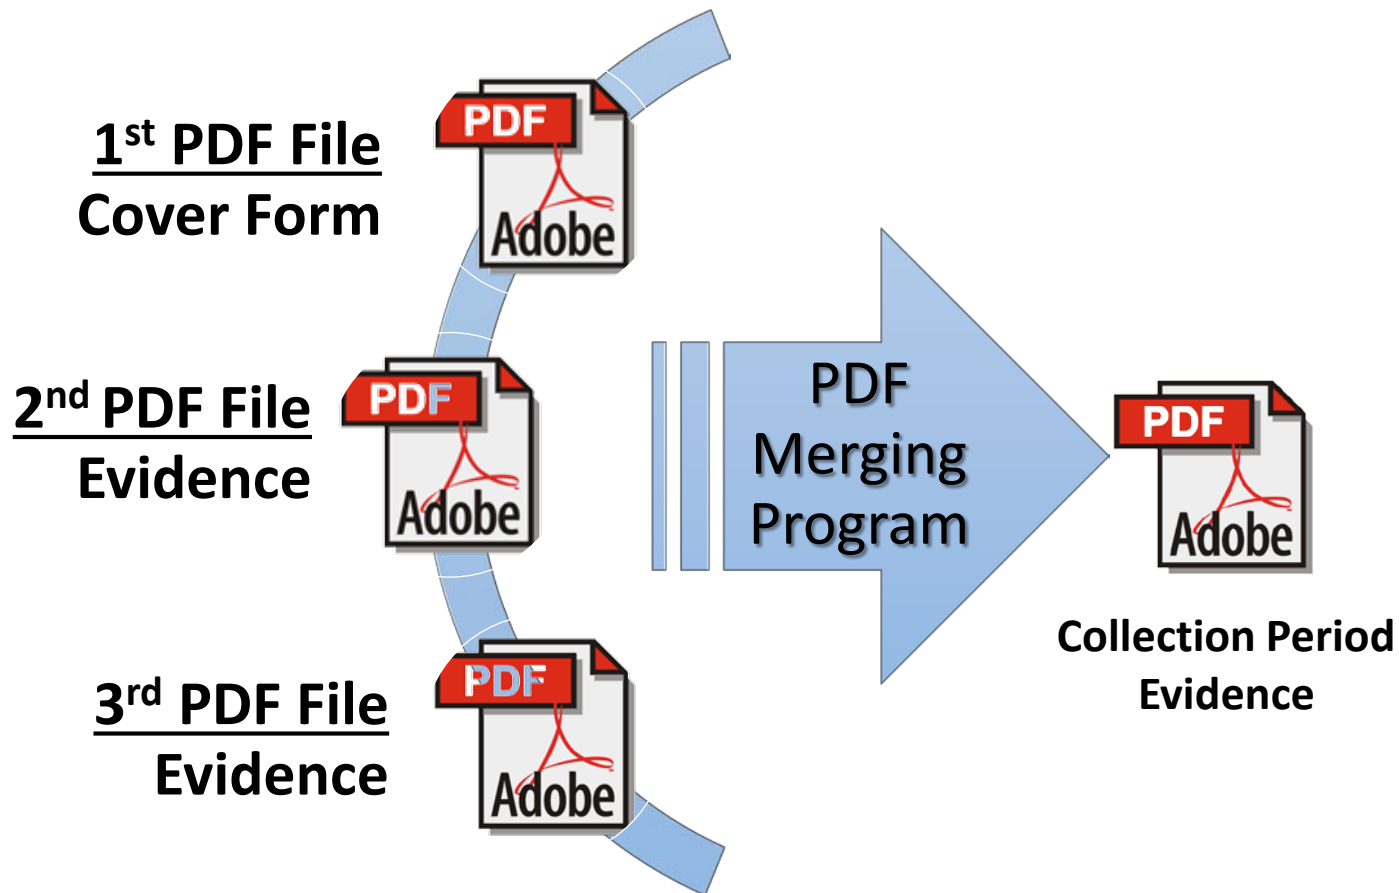 PDF
Adobe
1st PDF File
Cover Form
PDF
Adobe
2nd PDF File
Evidence
PDF
Adobe
3rd PDF File
Evidence
PDF
Merging
Program
PDF
Adobe
Collection Period
Evidence